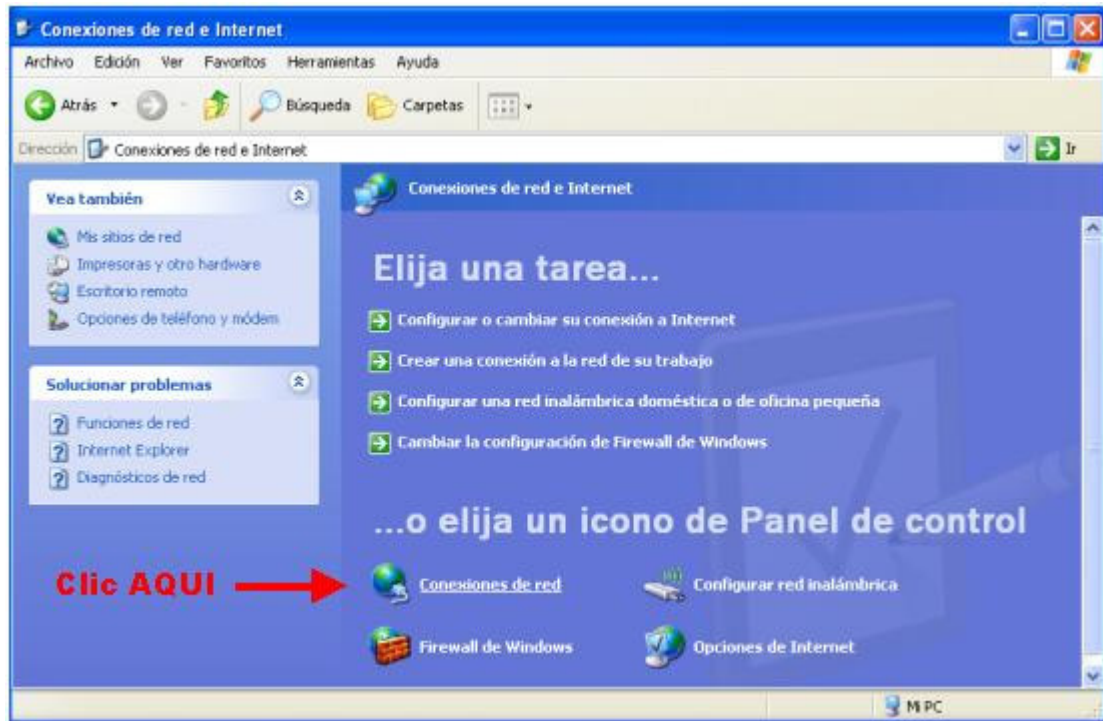 Conexiones de red e Internet
Archivo Edición Ver Favoritos Herramientas Ayuda
Atrás Búsqueda Carpetas
Dirección Conexiones de red e Internet Ir
Vea también
Mis sitios de red
Impresoras y otro hardware
Escritorio remoto
Opciones de teléfono y módem
Solucionar problemas
Funciones de red
Internet Explorer
Diagnósticos de red
Conexiones de red e Internet
Elija una tarea...
Configurar o cambiar su conexión a Internet
Crear una conexión a la red de su trabajo
Configurar una red inalámbrica doméstica o de oficina pequeña
Cambiar la configuración de Firewall de Windows
...o elija un icono de Panel de control
Clic AQUI
Conexiones de red Configurar red inalámbrica
Firewall de Windows Opciones de Internet
Mi PC